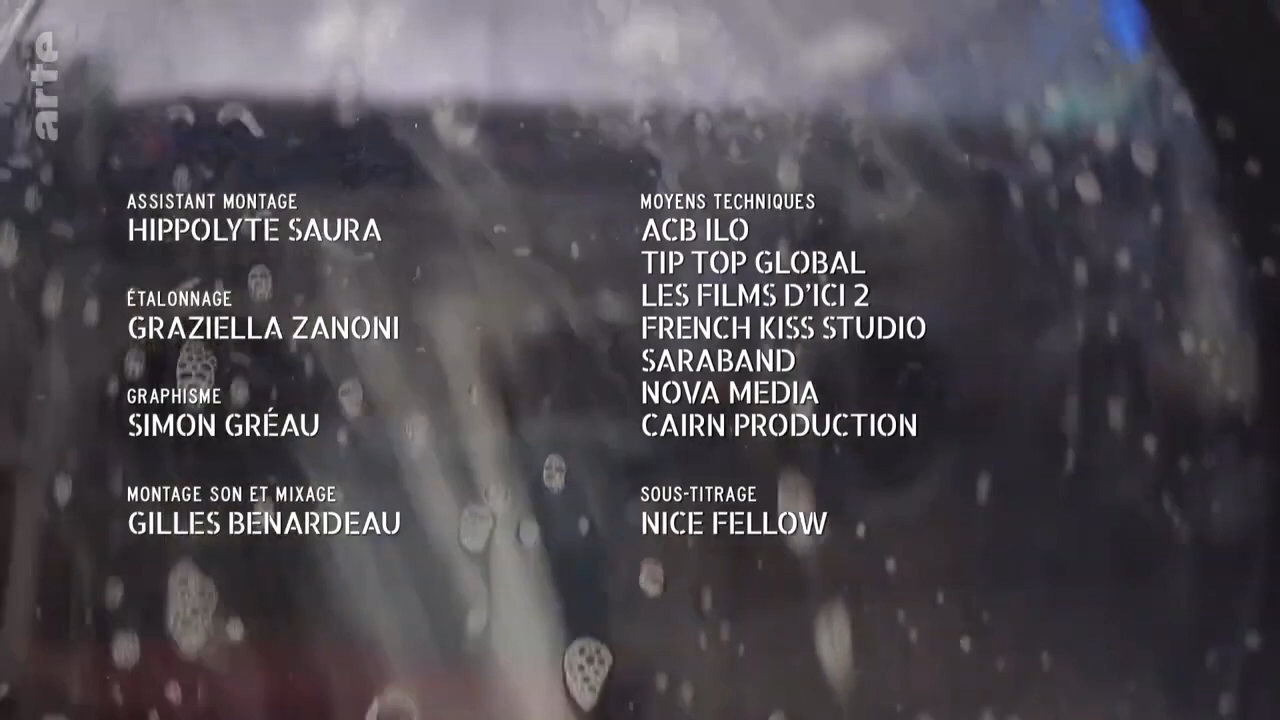 arte
ASSISTANT MONTAGE
HIPPOLYTE SAURA
ÉTALONNAGE
GRAZIELLA ZANONI
GRAPHISME
SIMON GRÉAU
MONTAGE SON ET MIXAGE
GILLES BENARDEAU
MOYENS TECHNIQUES
ACB ILO
TIP TOP GLOBAL
LES FILMS D'ICI 2
FRENCH KISS STUDIO
SARABAND
NOVA MEDIA
CAIRN PRODUCTION
SOUS-TITRAGE
NICE FELLOW